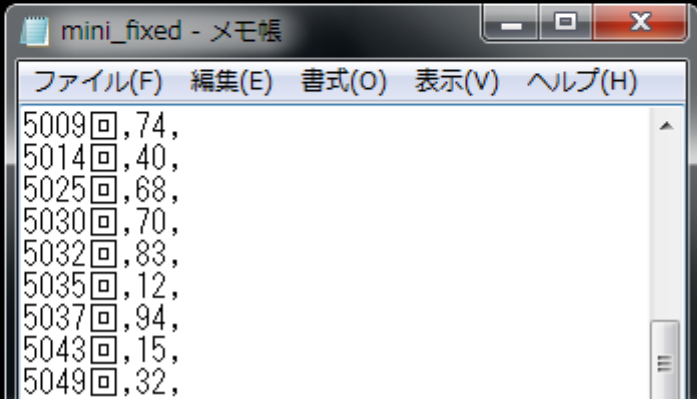 mini_fixed - メモ帳
ファイル(F) 編集(E) 書式(O) 表示(V) ヘルプ(H)
5009回,74,
5014回,40,
5025回,68,
5030回,70,
5032回,83,
5035回,12,
5037回,94,
5043回,15,
5049回,32,